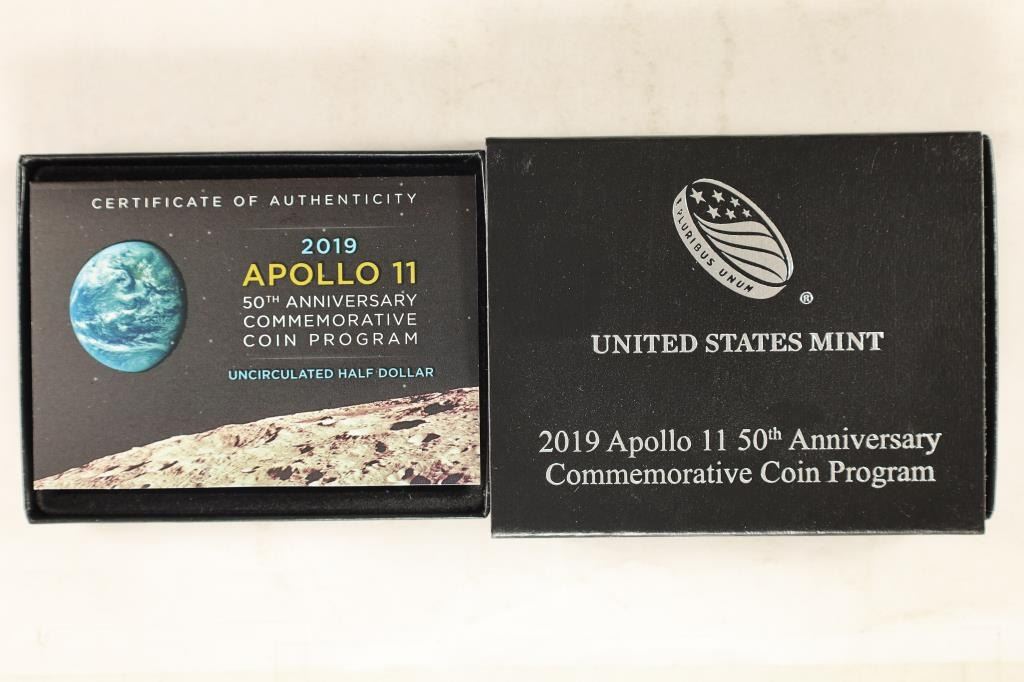 CERTIFICATE OF AUTHENTICITY
2019
APOLLO 11
50TH ANNIVERSARY
COMMEMORATIVE
COIN PROGRAM
UNCIRCULATED HALF DOLLAR
E PLURIBUS UNUM
®
UNITED STATES MINT
2019 Apollo 11 50th Anniversary
Commemorative Coin Program